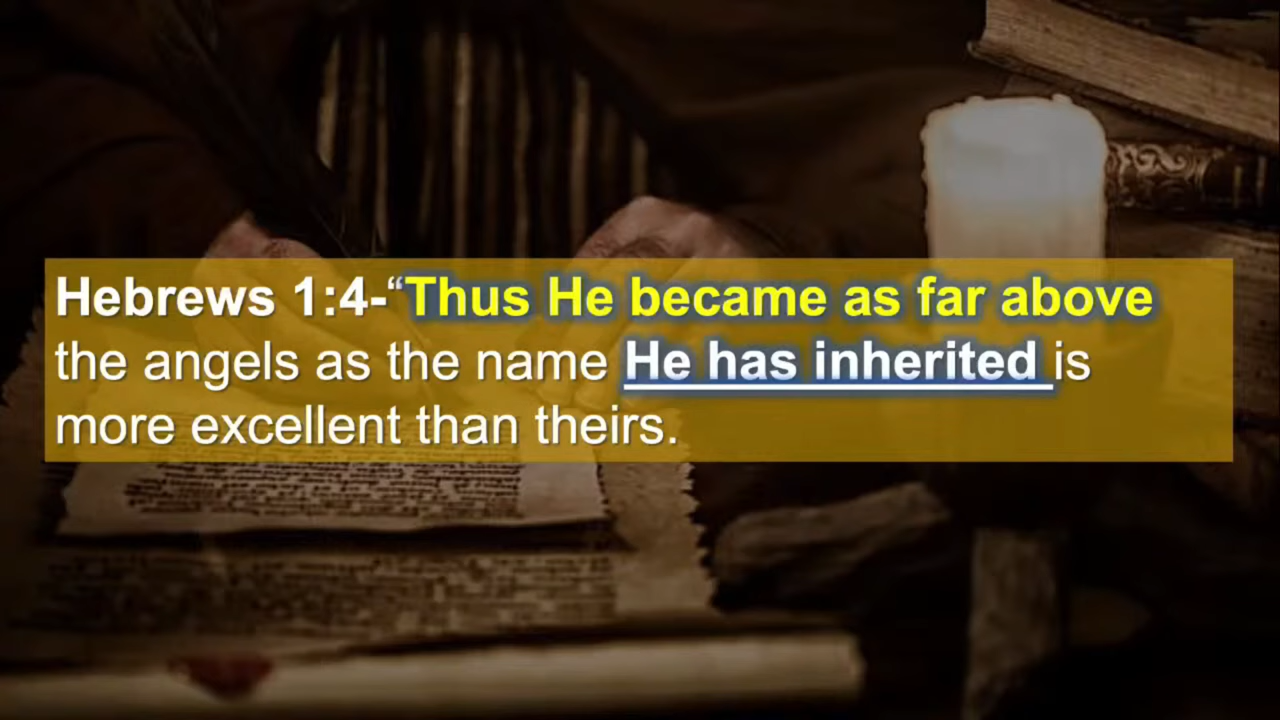 Hebrews 1:4-“Thus He became as far above
the angels as the name He has inherited is
more excellent than theirs.